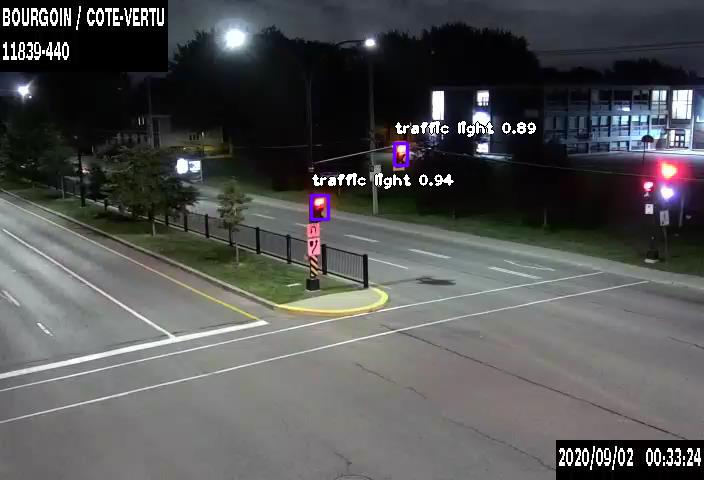 BOURGOIN / COTE-VERTU
11839-440
traffic light 0.89
traffic light 0.94
2020/09/02 00:33:24